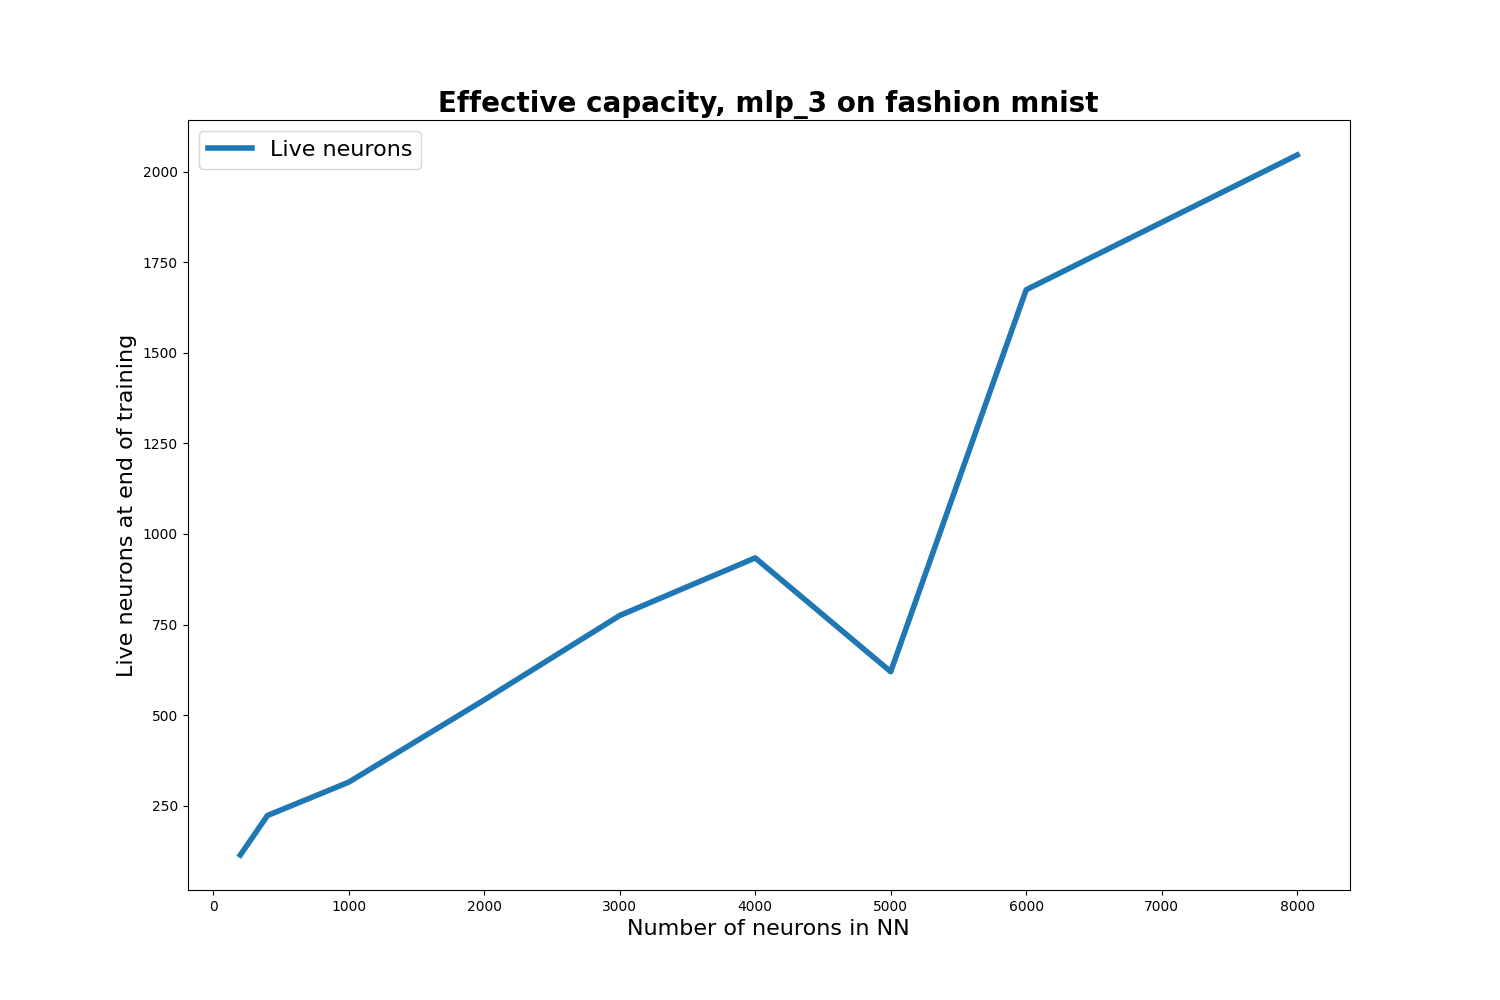 Effective capacity, mlp_3 on fashion mnist
Live neurons
2000
1750
1500
1250
1000
750
500
250
Live neurons at end of training
0 1000 2000 3000 4000 5000 6000 7000 8000
Number of neurons in NN